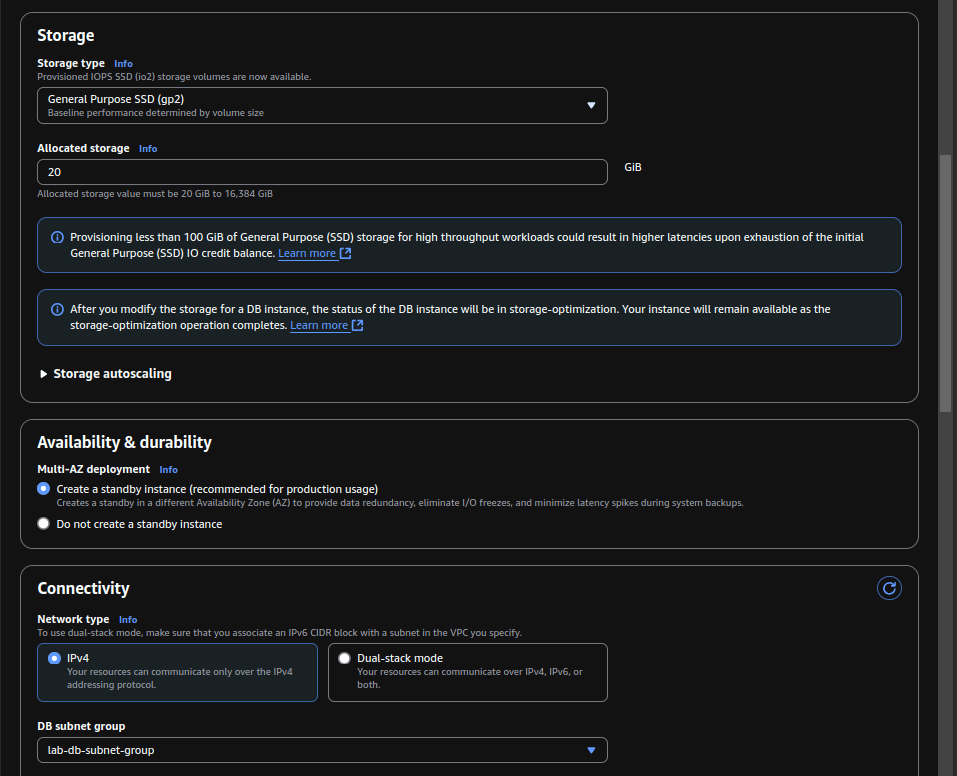 Storage
Storage type Info
Provisioned IOPS SSD (io2) storage volumes are now available.
General Purpose SSD (gp2)
Baseline performance determined by volume size
Allocated storage Info
20
GiB
Allocated storage value must be 20 GiB to 16,384 GiB
Provisioning less than 100 GiB of General Purpose (SSD) storage for high throughput workloads could result in higher latencies upon exhaustion of the initial
General Purpose (SSD) IO credit balance. Learn more
After you modify the storage for a DB instance, the status of the DB instance will be in storage-optimization. Your instance will remain available as the
storage-optimization operation completes. Learn more
Storage autoscaling
Availability & durability
Multi-AZ deployment Info
Create a standby instance (recommended for production usage)
Creates a standby in a different Availability Zone (AZ) to provide data redundancy, eliminate I/O freezes, and minimize latency spikes during system backups.
Do not create a standby instance
Connectivity
Network type Info
To use dual-stack mode, make sure that you associate an IPv6 CIDR block with a subnet in the VPC you specify.
IPv4
Your resources can communicate only over the IPv4
addressing protocol.
Dual-stack mode
Your resources can communicate over IPv4, IPv6, or
both.
DB subnet group
lab-db-subnet-group